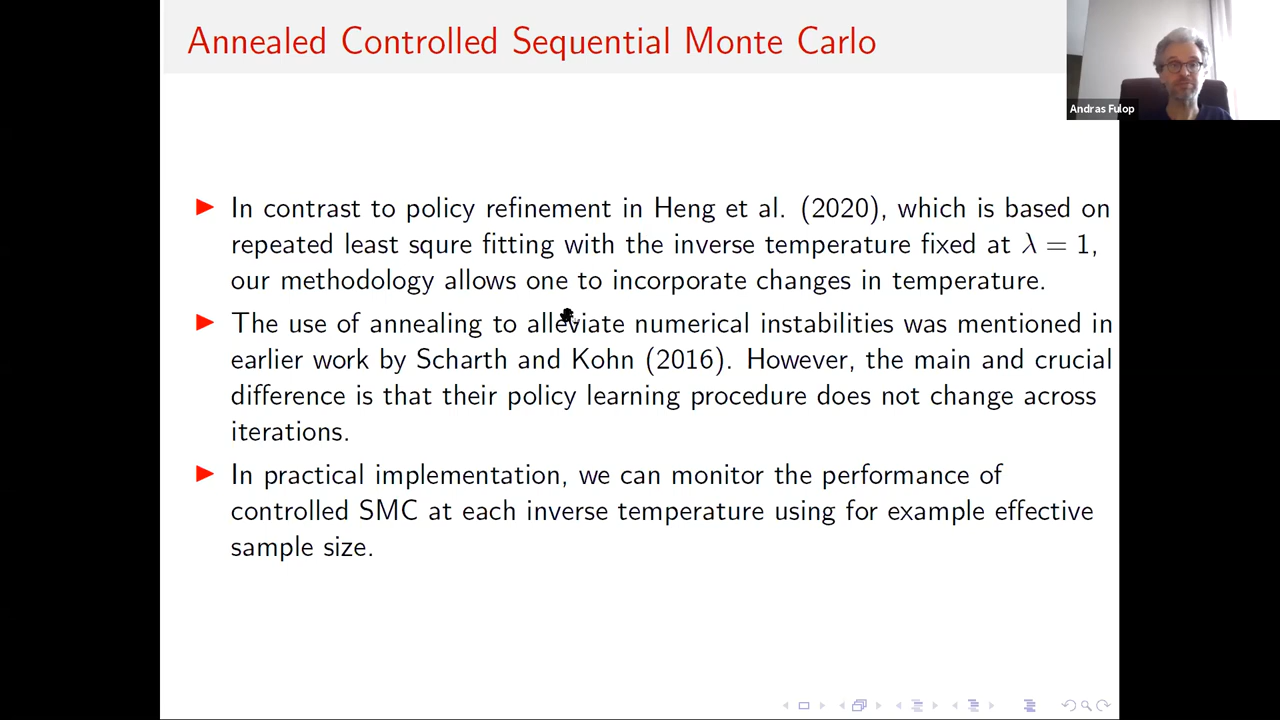 Annealed Controlled Sequential Monte Carlo
Andras Fulop
In contrast to policy refinement in Heng et al. (2020), which is based on
repeated least squre fitting with the inverse temperature fixed at λ = 1,
our methodology allows one to incorporate changes in temperature.
The use of annealing to alleviate numerical instabilities was mentioned in
earlier work by Scharth and Kohn (2016). However, the main and crucial
difference is that their policy learning procedure does not change across
iterations.
In practical implementation, we can monitor the performance of
controlled SMC at each inverse temperature using for example effective
sample size.